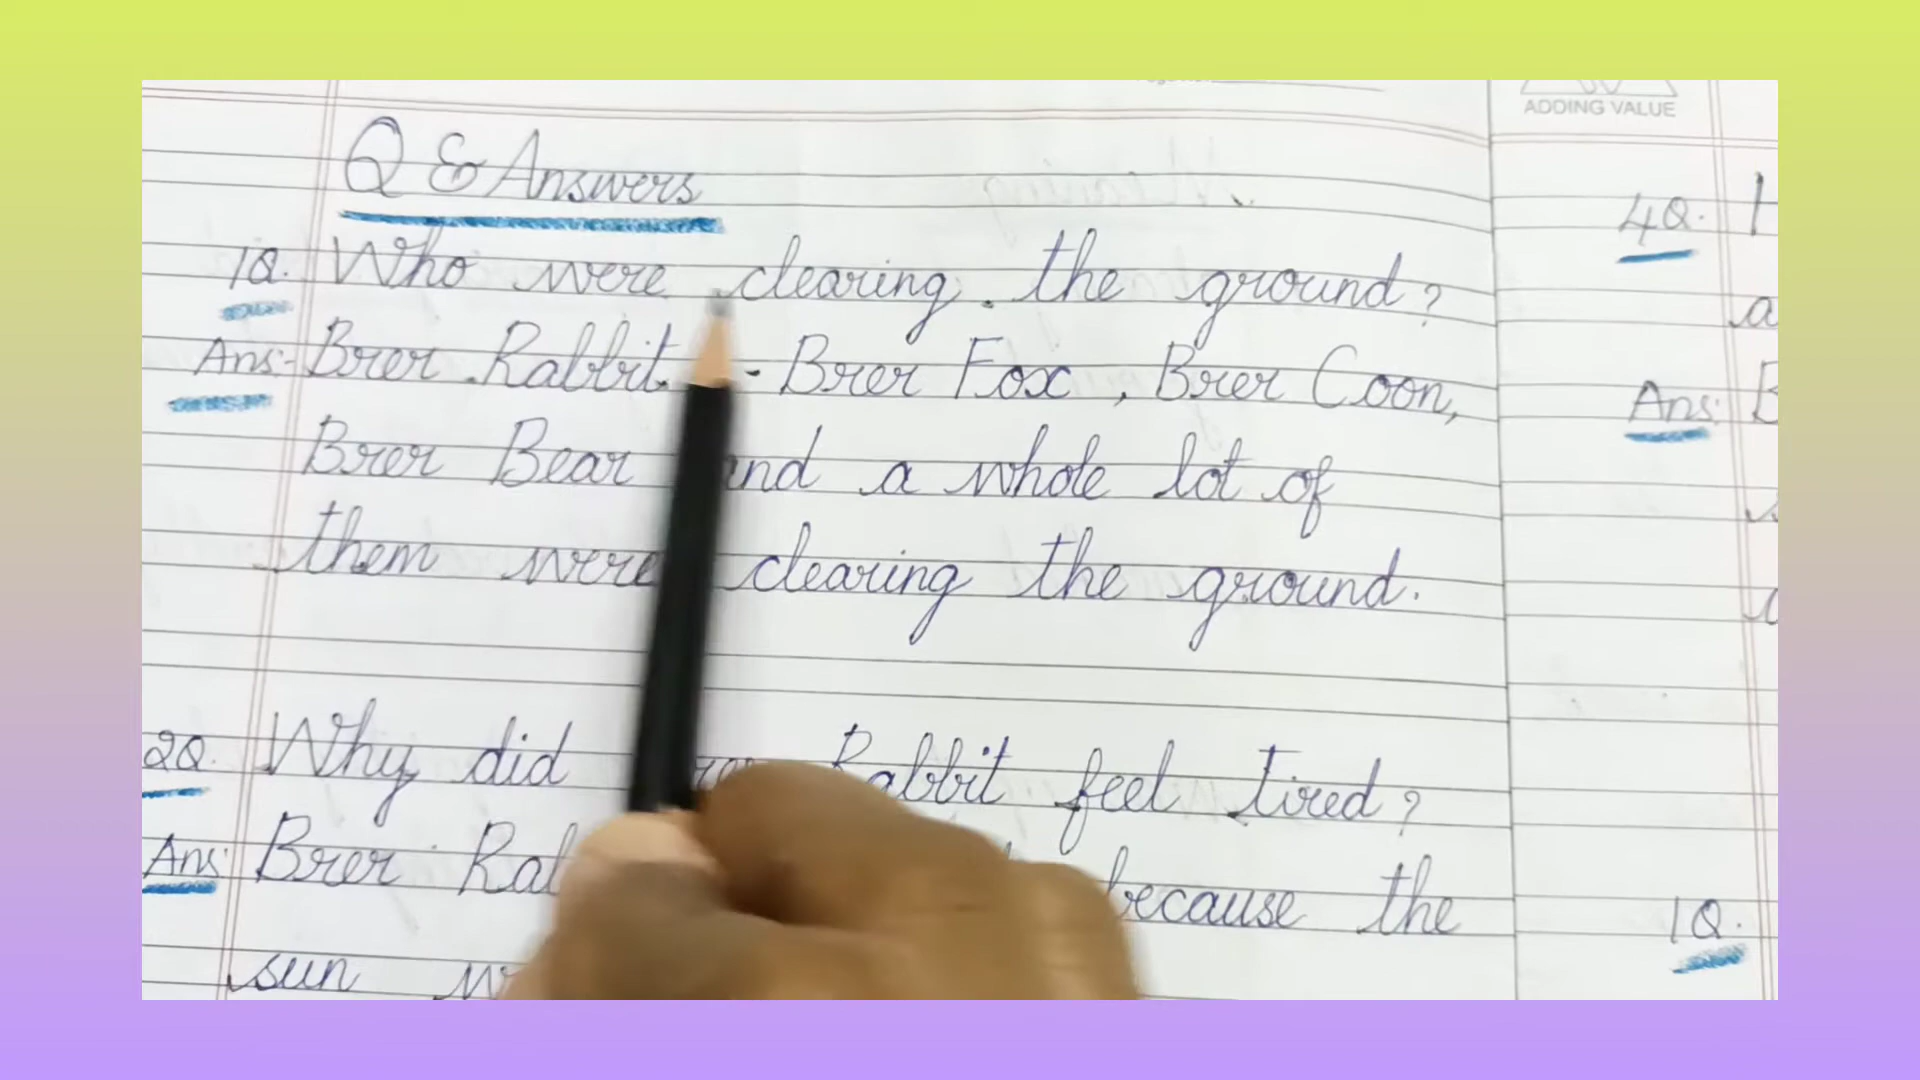 ADDING VALUE
Q & Answers
1Q. Who were clearing the ground?
Ans:- Brer Rabbit - Brer Fox, Brer Coon,
Brer Bear and a whole lot of
them were clearing the ground.
2Q. Why did Rabbit feel tired?
Ans: Brer because the
sun
4Q.
Ans:
1Q.